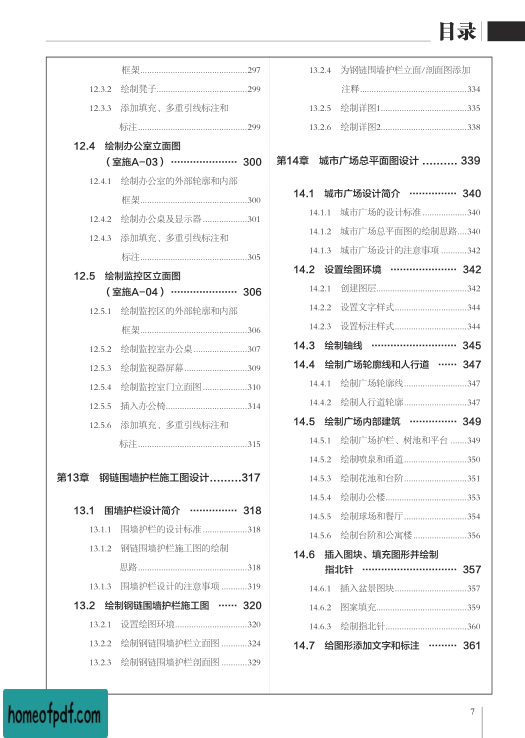 目录
框架......297
12.3.2 绘制凳子......299
12.3.3 添加填充、多重引线标注和
标注......299
12.4 绘制办公室立面图
（室施A-03）...... 300
12.4.1 绘制办公室的外部轮廓和内部
框架......300
12.4.2 绘制办公桌及显示器......301
12.4.3 添加填充、多重引线标注和
标注......305
12.5 绘制监控区立面图
（室施A-04）...... 306
12.5.1 绘制监控区的外部轮廓和内部
框架......306
12.5.2 绘制监控室办公桌......307
12.5.3 绘制监视器屏幕......309
12.5.4 绘制监控室门立面图......310
12.5.5 插入办公椅......314
12.5.6 添加填充、多重引线标注和
标注......315
第13章 钢链围墙护栏施工图设计......317
13.1 围墙护栏设计简介 ...... 318
13.1.1 围墙护栏的设计标准......318
13.1.2 钢链围墙护栏施工图的绘制
思路......318
13.1.3 围墙护栏设计的注意事项......319
13.2 绘制钢链围墙护栏施工图 ...... 320
13.2.1 设置绘图环境......320
13.2.2 绘制钢链围墙护栏立面图......324
13.2.3 绘制钢链围墙护栏剖面图......329
13.2.4 为钢链围墙护栏立面/剖面图添加
注释......334
13.2.5 绘制详图1......335
13.2.6 绘制详图2......338
第14章 城市广场总平面图设计 ...... 339
14.1 城市广场设计简介 ...... 340
14.1.1 城市广场的设计标准......340
14.1.2 城市广场总平面图的绘制思路....340
14.1.3 城市广场设计的注意事项......342
14.2 设置绘图环境 ...... 342
14.2.1 创建图层......342
14.2.2 设置文字样式......344
14.2.3 设置标注样式......344
14.3 绘制轴线 ...... 345
14.4 绘制广场轮廓线和人行道 ...... 347
14.4.1 绘制广场轮廓线......347
14.4.2 绘制人行道轮廓......347
14.5 绘制广场内部建筑 ...... 349
14.5.1 绘制广场护栏、树池和平台......349
14.5.2 绘制喷泉和甬道......350
14.5.3 绘制花池和台阶......351
14.5.4 绘制办公楼......353
14.5.5 绘制球场和餐厅......354
14.5.6 绘制台阶和公寓楼......356
14.6 插入图块、填充图形并绘制
指北针 ...... 357
14.6.1 插入盆景图块......357
14.6.2 图案填充......359
14.6.3 绘制指北针......360
14.7 绘图形添加文字和标注 ...... 361
7
homeofpdf.com